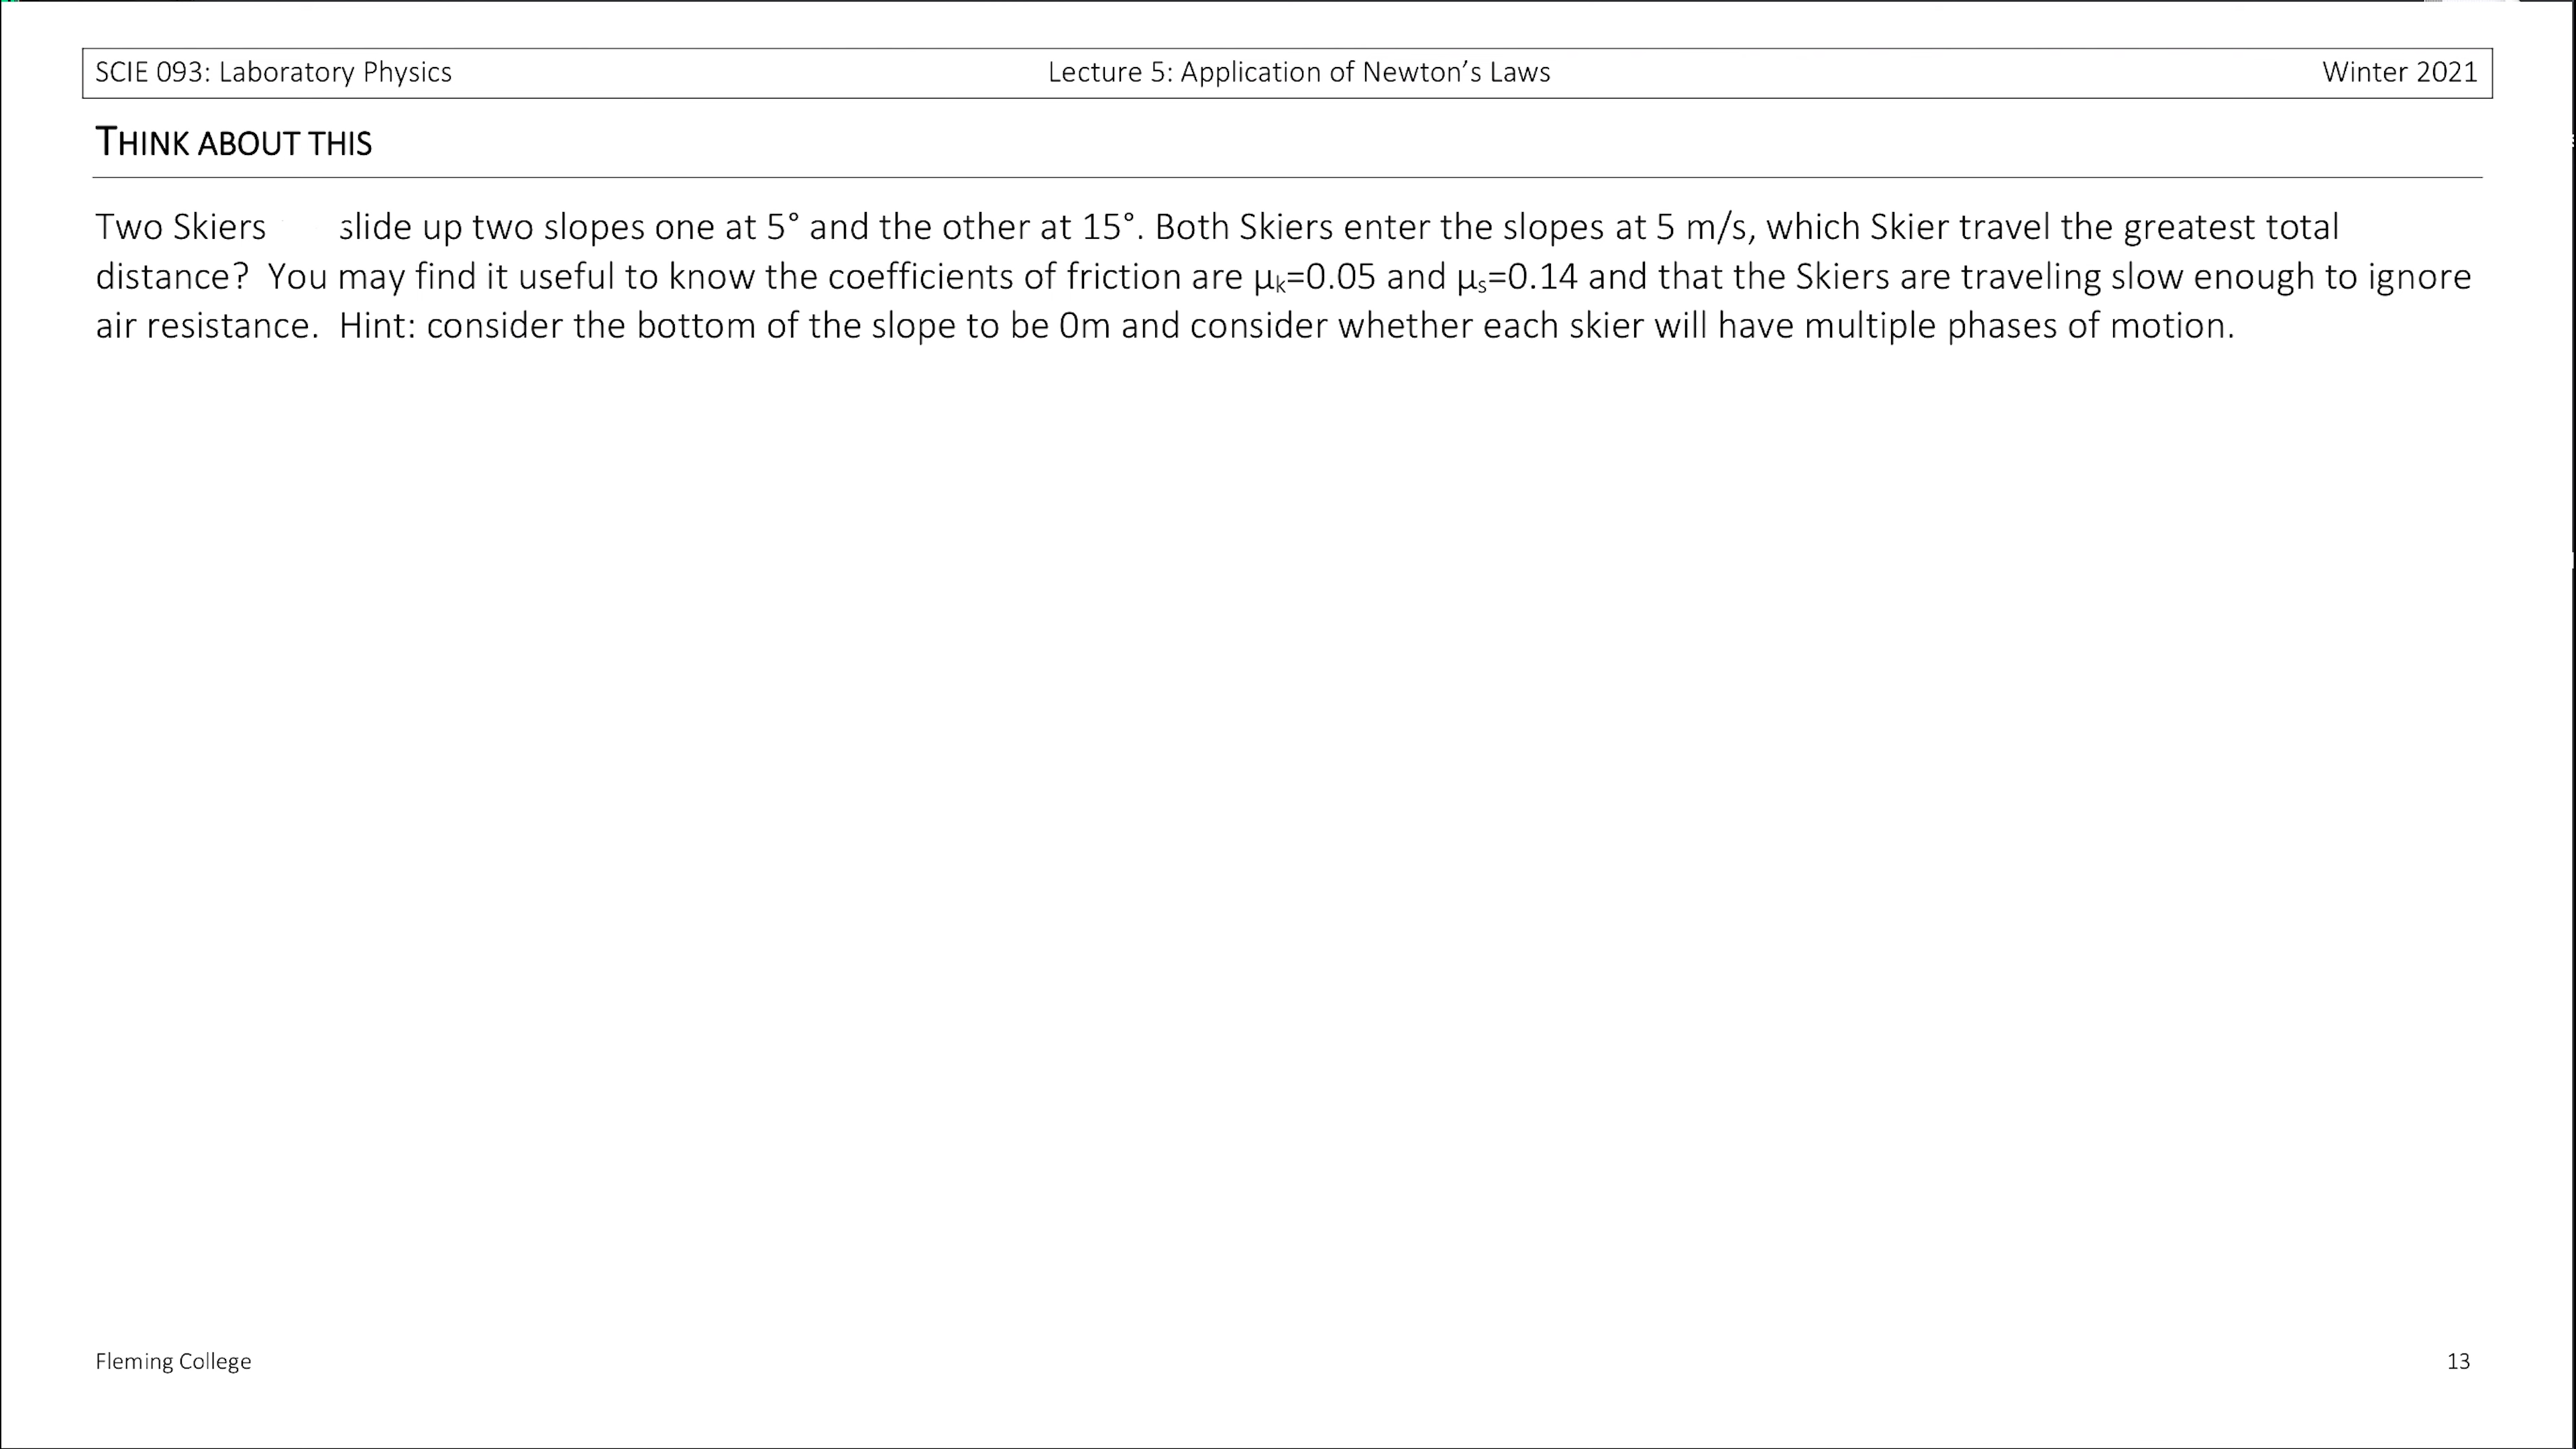 SCIE 093: Laboratory Physics Lecture 5: Application of Newton’s Laws Winter 2021
THINK ABOUT THIS
Two Skiers slide up two slopes one at 5° and the other at 15°. Both Skiers enter the slopes at 5 m/s, which Skier travel the greatest total
distance? You may find it useful to know the coefficients of friction are μk=0.05 and μs=0.14 and that the Skiers are traveling slow enough to ignore
air resistance. Hint: consider the bottom of the slope to be 0m and consider whether each skier will have multiple phases of motion.
Fleming College 13